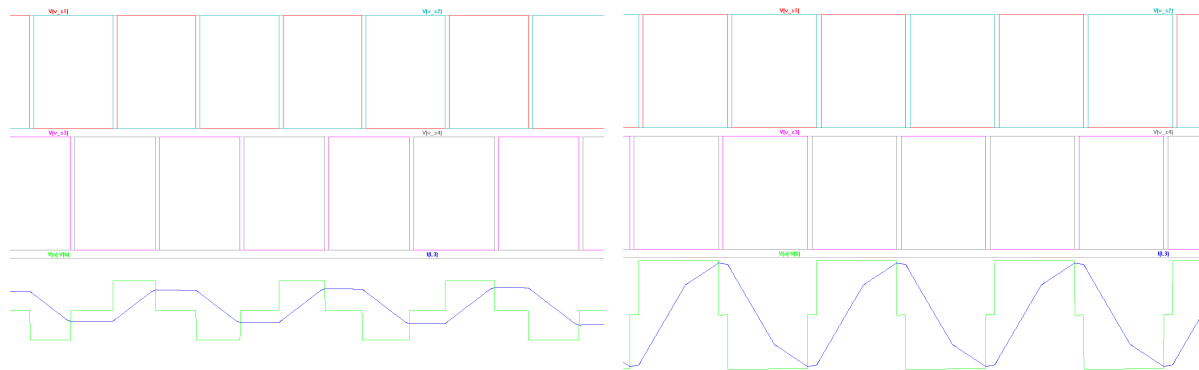 V(v_s1) V(v_s2) V(v_s1) V(v_s2)
V(v_s3) V(v_s4) V(v_s3) V(v_s4)
V(a)-V(b) I(L3) V(a)-V(b) I(L3)